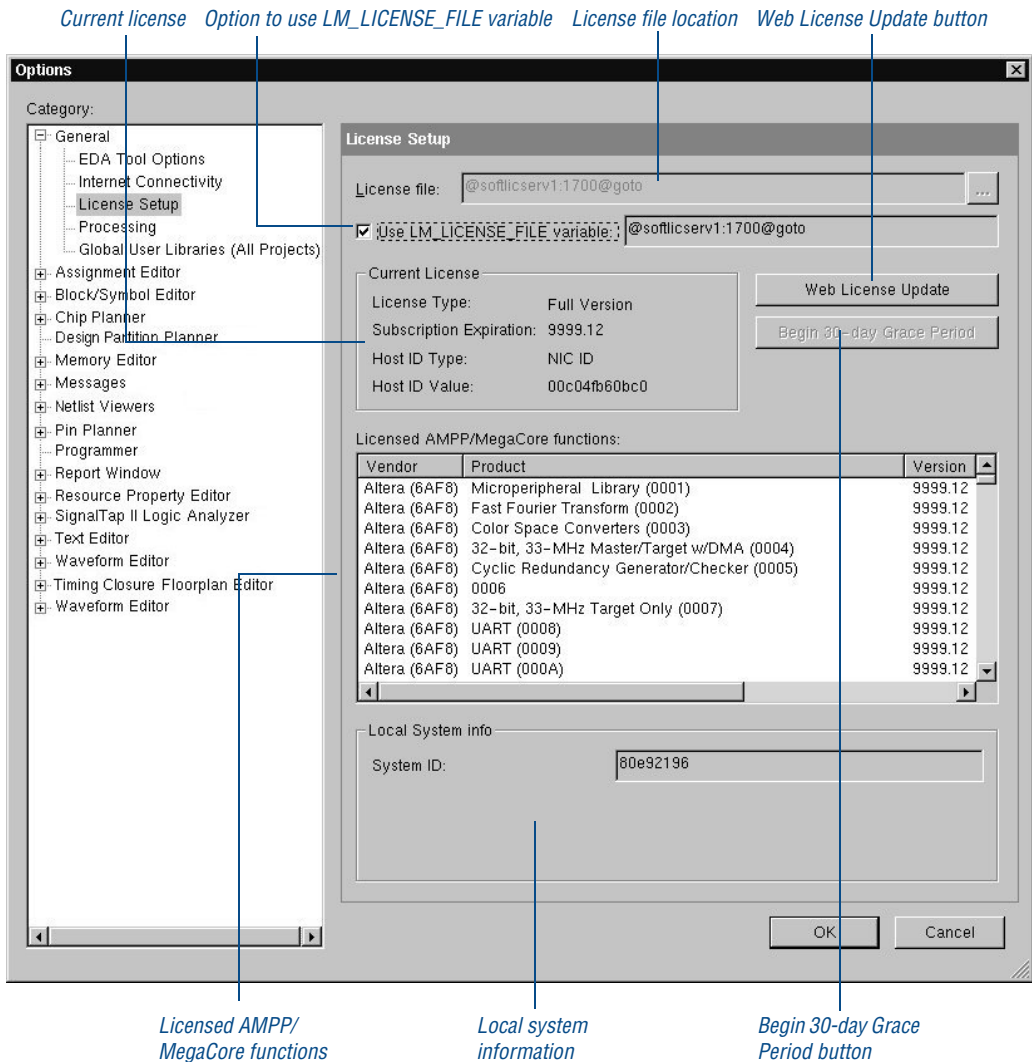 Current license
Option to use LM_LICENSE_FILE variable
License file location
Web License Update button
Options
Category:
General
EDA Tool Options
Internet Connectivity
License Setup
Processing
Global User Libraries (All Projects)
Assignment Editor
Block/Symbol Editor
Chip Planner
Design Partition Planner
Memory Editor
Messages
Netlist Viewers
Pin Planner
Programmer
Report Window
Resource Property Editor
SignalTap II Logic Analyzer
Text Editor
Waveform Editor
Timing Closure Floorplan Editor
Waveform Editor
License Setup
License file: @softlicserv1:1700@goto ...
Use LM_LICENSE_FILE variable: @softlicserv1:1700@goto
Current License
License Type: Full Version
Subscription Expiration: 9999.12
Host ID Type: NIC ID
Host ID Value: 00c04fb60bc0
Web License Update
Begin 30-day Grace Period
Licensed AMPP/MegaCore functions:
Vendor Product Version
Altera (6AF8) Microperipheral Library (0001) 9999.12
Altera (6AF8) Fast Fourier Transform (0002) 9999.12
Altera (6AF8) Color Space Converters (0003) 9999.12
Altera (6AF8) 32-bit, 33-MHz Master/Target w/DMA (0004) 9999.12
Altera (6AF8) Cyclic Redundancy Generator/Checker (0005) 9999.12
Altera (6AF8) 0006 9999.12
Altera (6AF8) 32-bit, 33-MHz Target Only (0007) 9999.12
Altera (6AF8) UART (0008) 9999.12
Altera (6AF8) UART (0009) 9999.12
Altera (6AF8) UART (000A) 9999.12
Local System info
System ID: 80e92196
OK
Cancel
Licensed AMPP/
MegaCore functions
Local system
information
Begin 30-day Grace
Period button